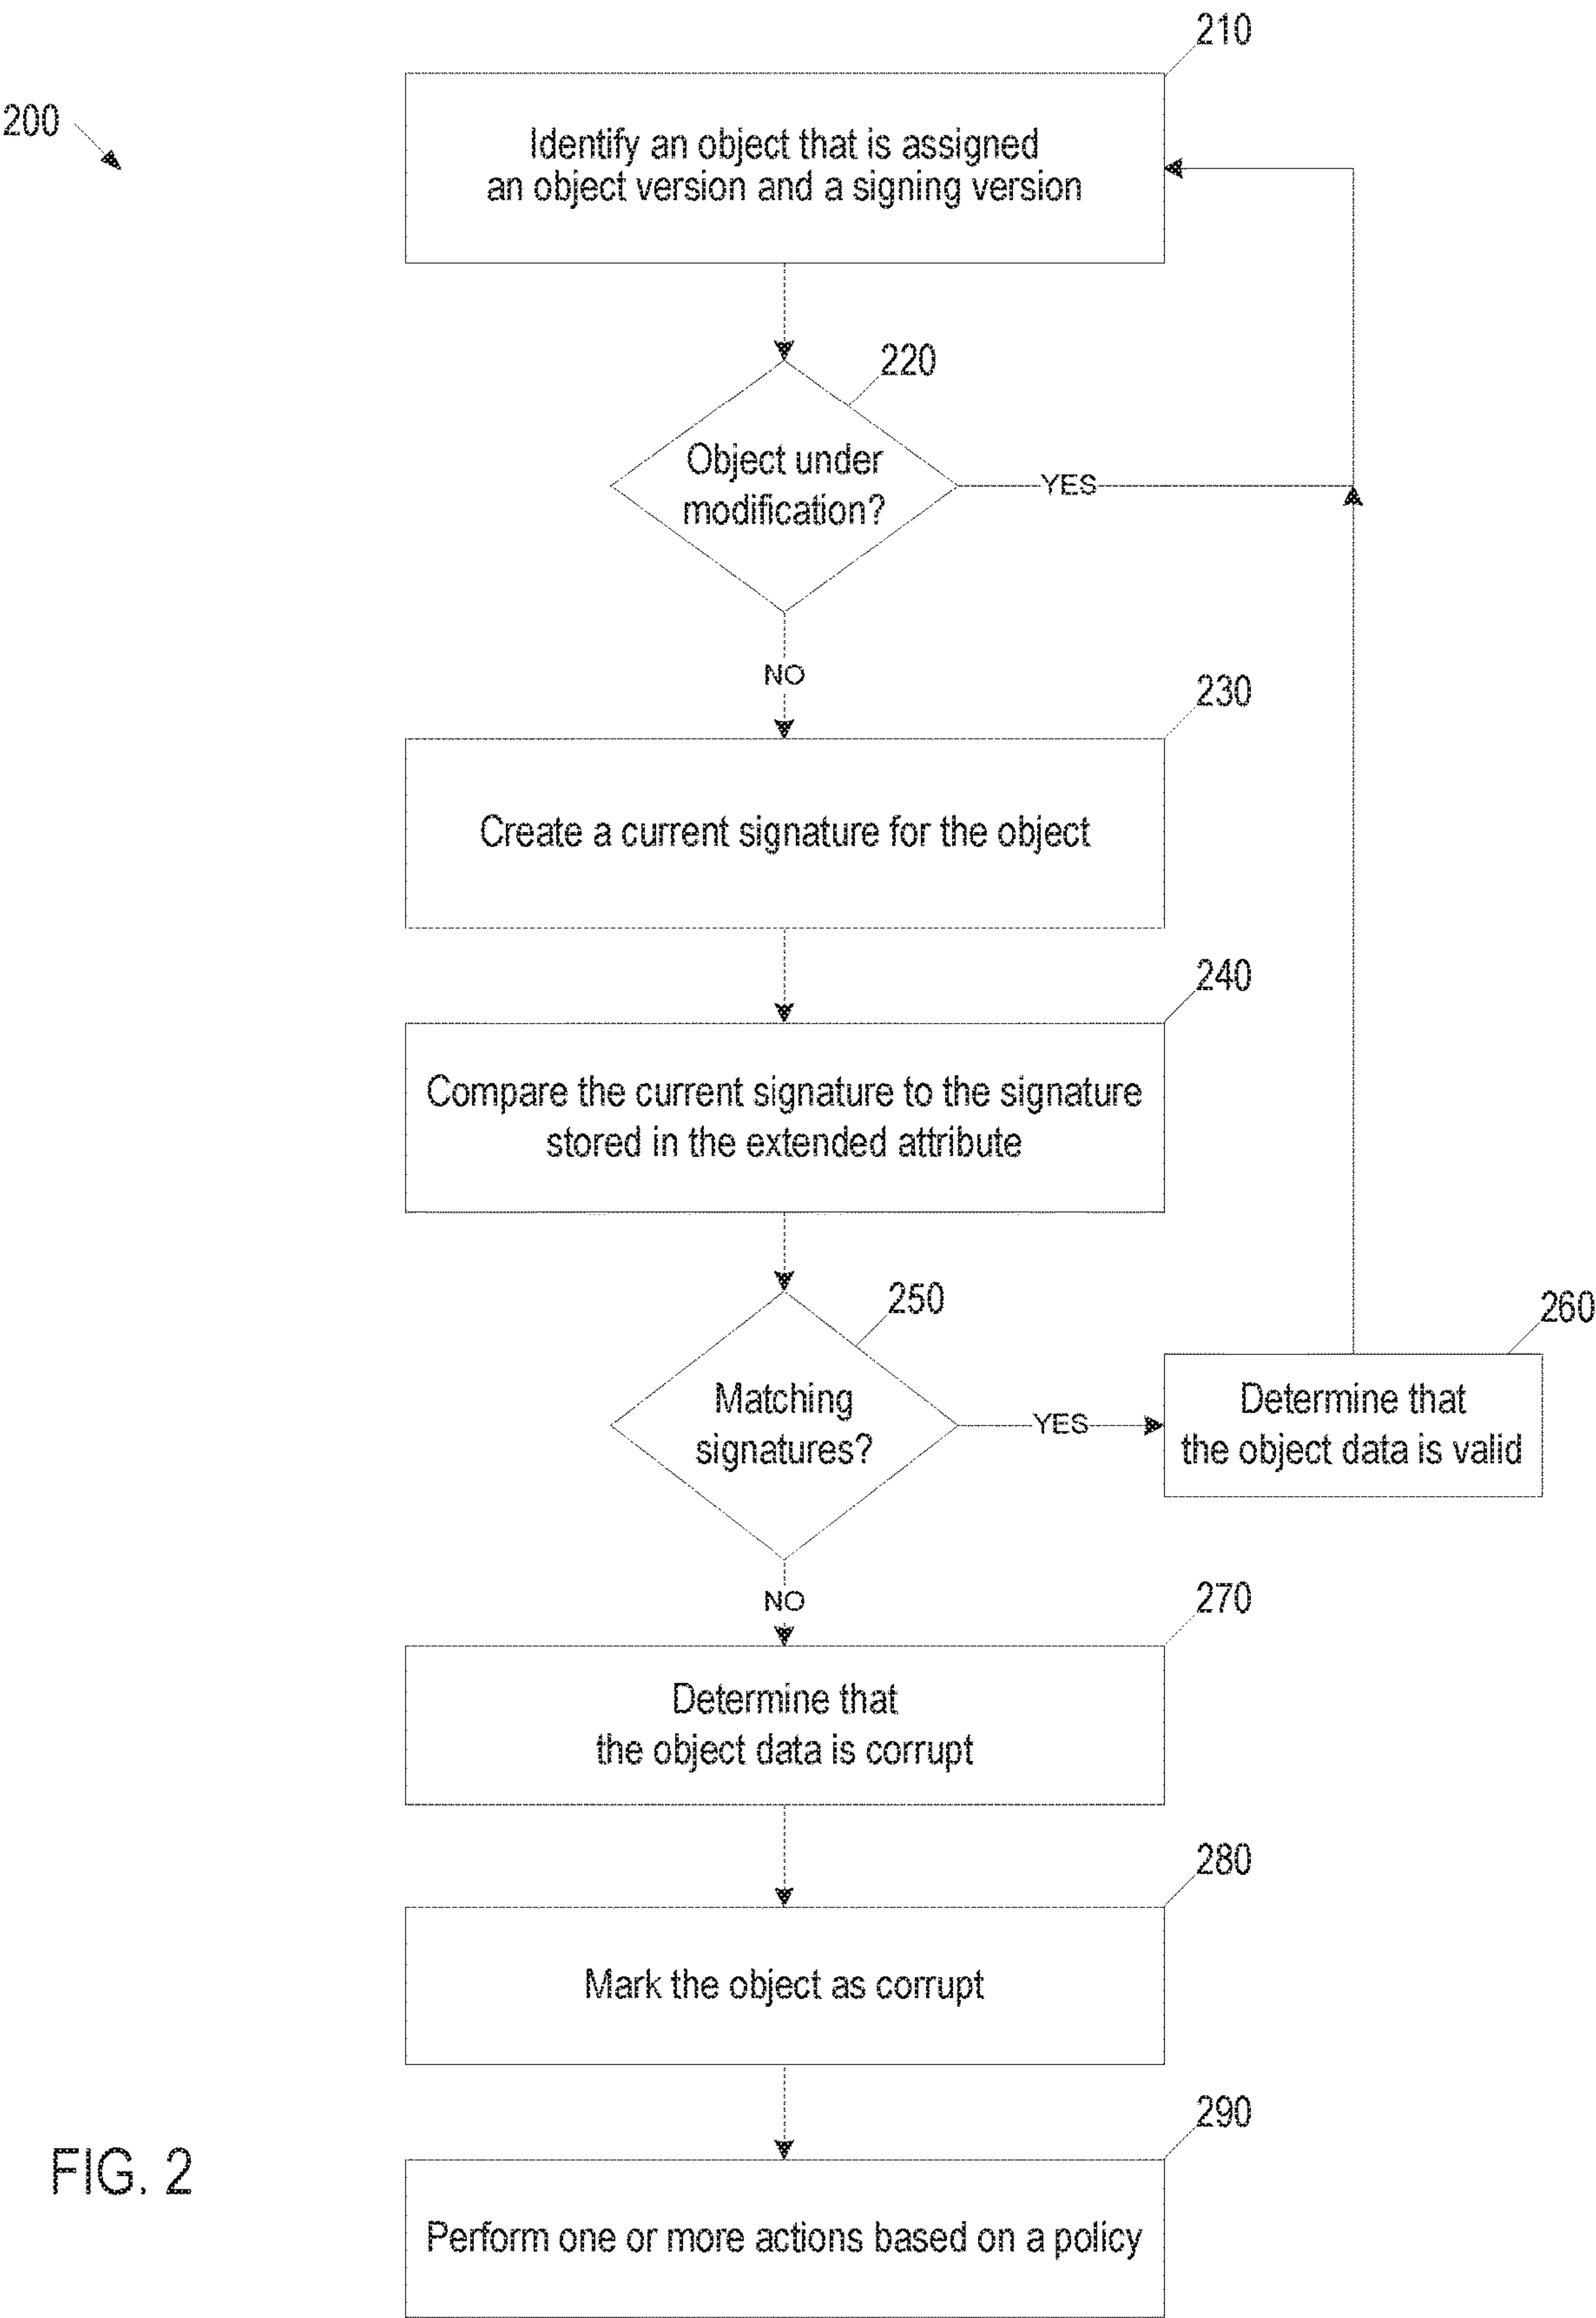 210
200
Identify an object that is assigned
an object version and a signing version
220
Object under
modification?
YES
NO
230
Create a current signature for the object
240
Compare the current signature to the signature
stored in the extended attribute
250
260
Matching
signatures?
YES
Determine that
the object data is valid
NO
270
Determine that
the object data is corrupt
280
Mark the object as corrupt
290
FIG. 2
Perform one or more actions based on a policy